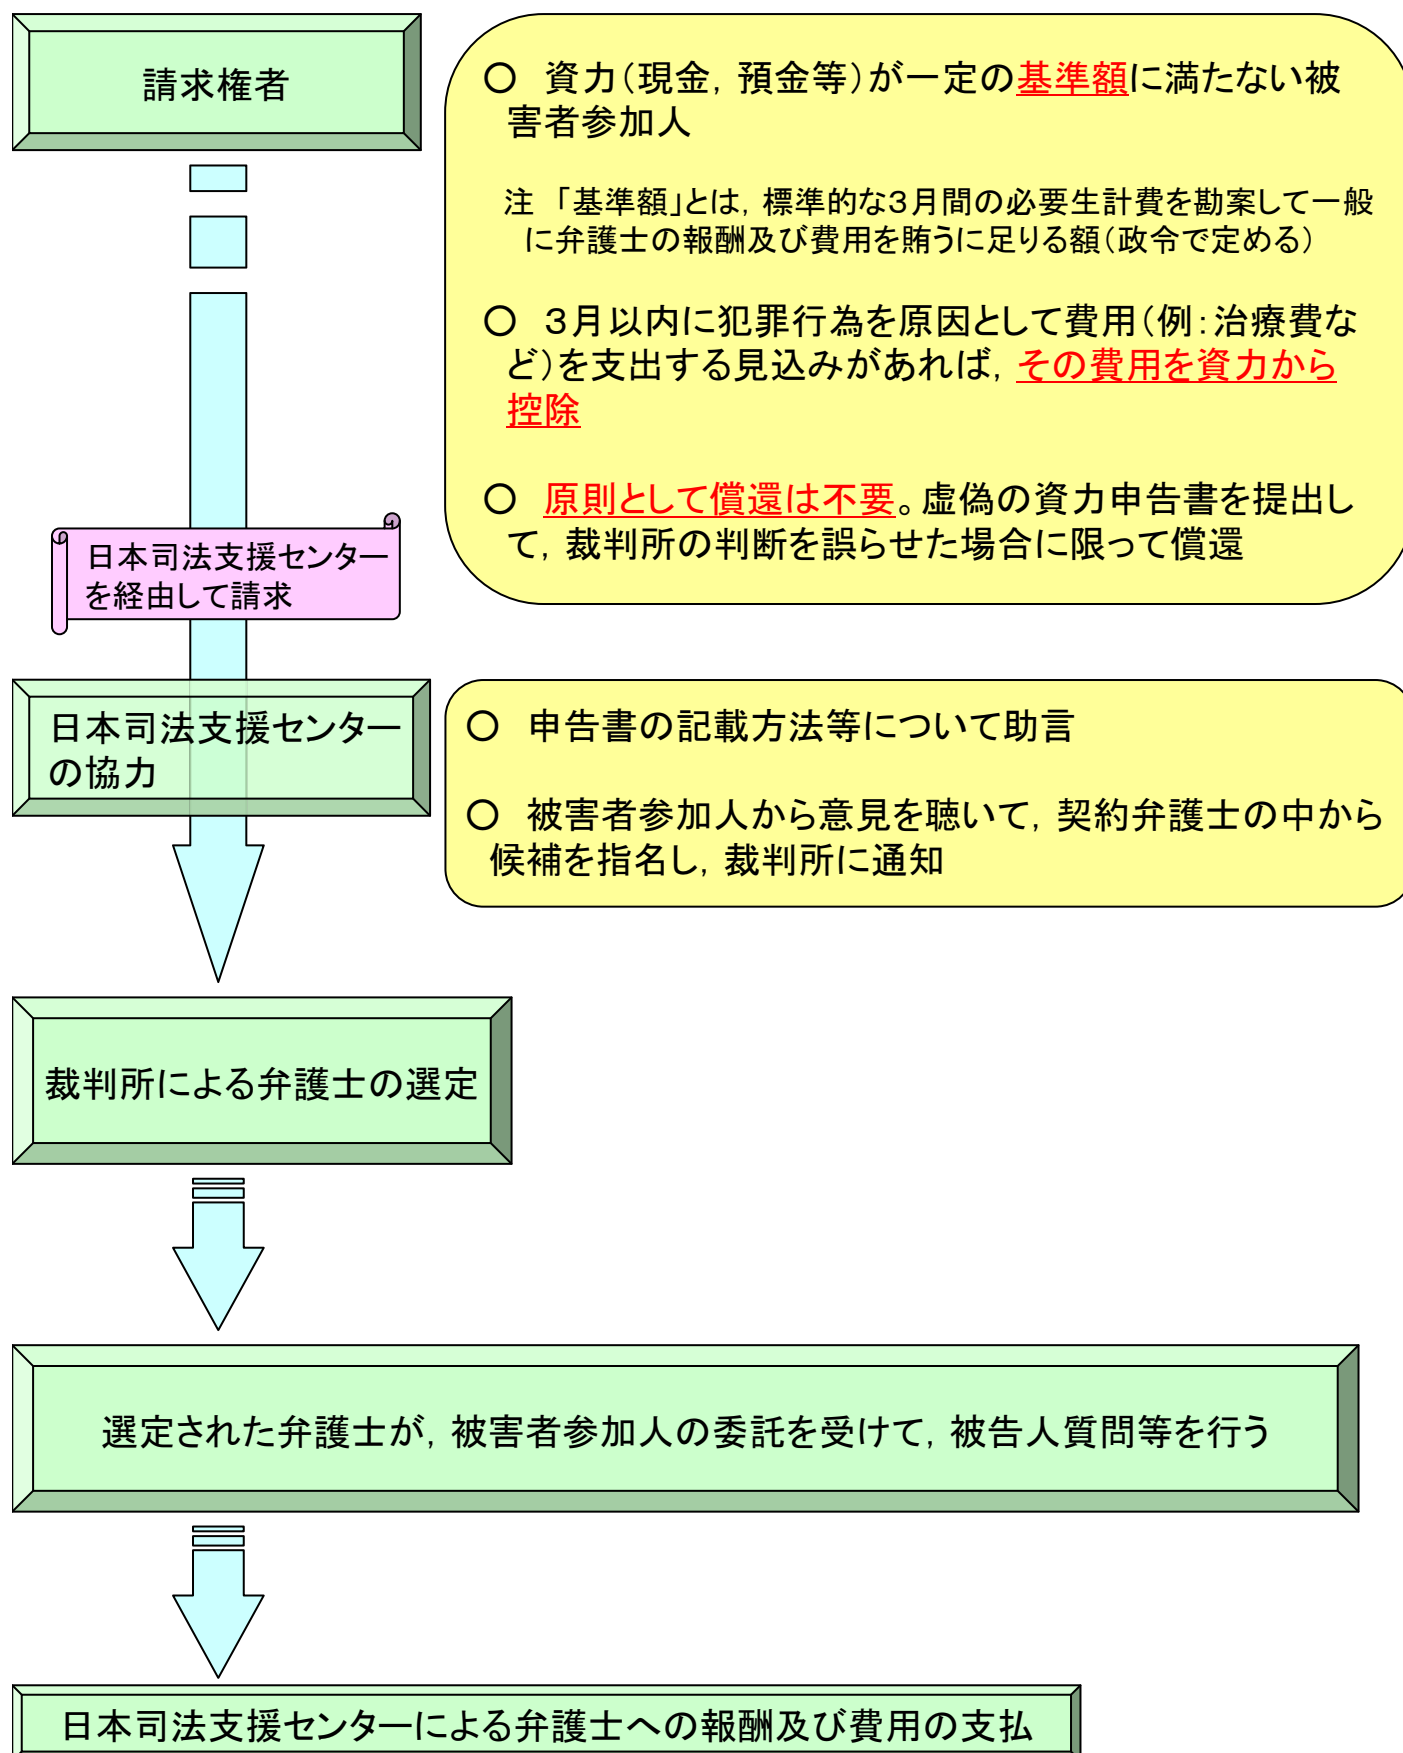 請求権者
○　資力(現金，預金等)が一定の基準額に満たない被
害者参加人
注　「基準額」とは，標準的な３月間の必要生計費を勘案して一般
に弁護士の報酬及び費用を賄うに足りる額(政令で定める)
○　３月以内に犯罪行為を原因として費用(例：治療費な
ど)を支出する見込みがあれば，その費用を資力から
控除
○　原則として償還は不要。虚偽の資力申告書を提出し
て，裁判所の判断を誤らせた場合に限って償還
日本司法支援センター
を経由して請求
日本司法支援センター
の協力
○　申告書の記載方法等について助言
○　被害者参加人から意見を聴いて，契約弁護士の中から
候補を指名し，裁判所に通知
裁判所による弁護士の選定
選定された弁護士が，被害者参加人の委託を受けて，被告人質問等を行う
日本司法支援センターによる弁護士への報酬及び費用の支払